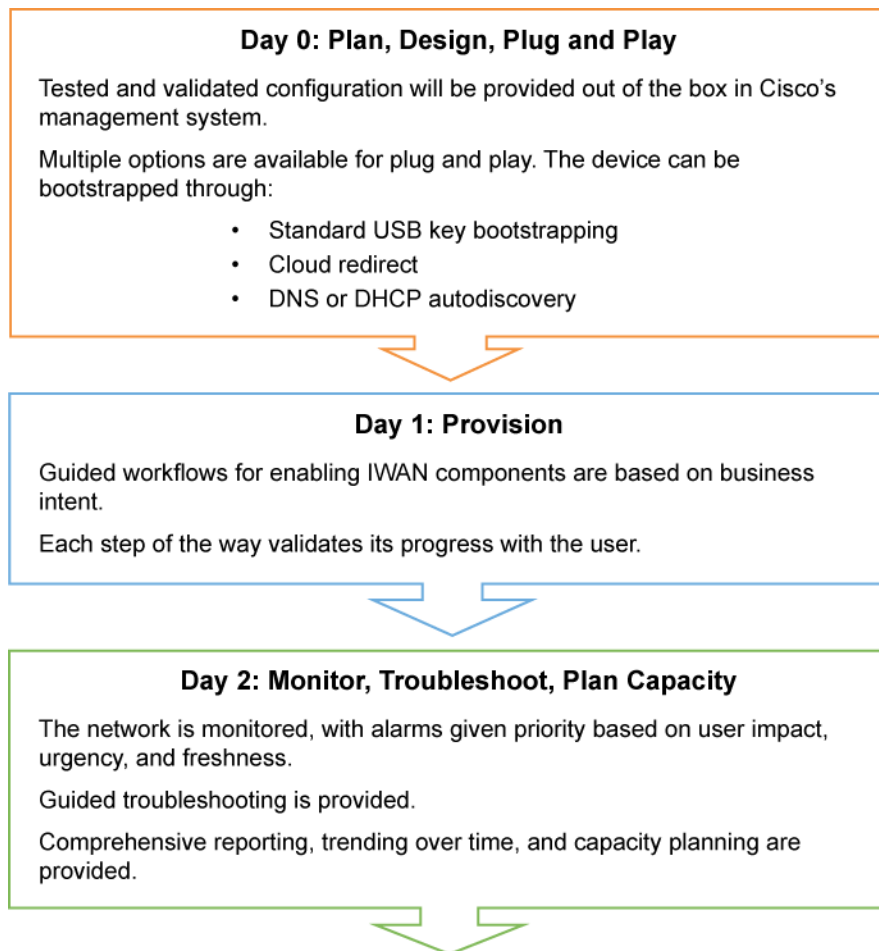 Day 0: Plan, Design, Plug and Play
Tested and validated configuration will be provided out of the box in Cisco’s
management system.
Multiple options are available for plug and play. The device can be
bootstrapped through:
• Standard USB key bootstrapping
• Cloud redirect
• DNS or DHCP autodiscovery
Day 1: Provision
Guided workflows for enabling IWAN components are based on business
intent.
Each step of the way validates its progress with the user.
Day 2: Monitor, Troubleshoot, Plan Capacity
The network is monitored, with alarms given priority based on user impact,
urgency, and freshness.
Guided troubleshooting is provided.
Comprehensive reporting, trending over time, and capacity planning are
provided.